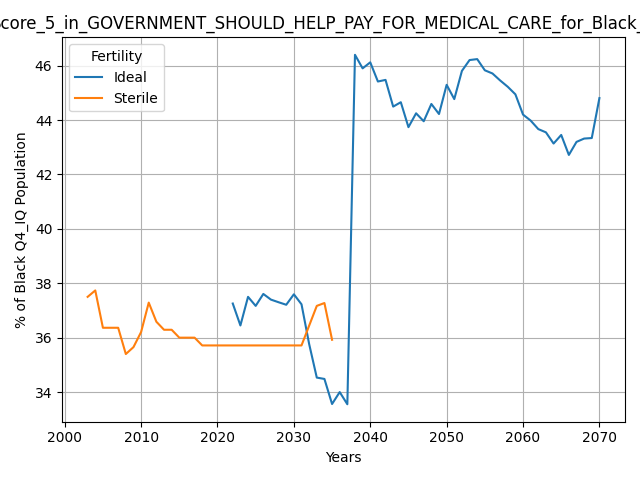 core_5_in_GOVERNMENT_SHOULD_HELP_PAY_FOR_MEDICAL_CARE_for_Black_
Fertility
Ideal
Sterile
% of Black Q4_IQ Population
46
44
42
40
38
36
34
2000 2010 2020 2030 2040 2050 2060 2070
Years